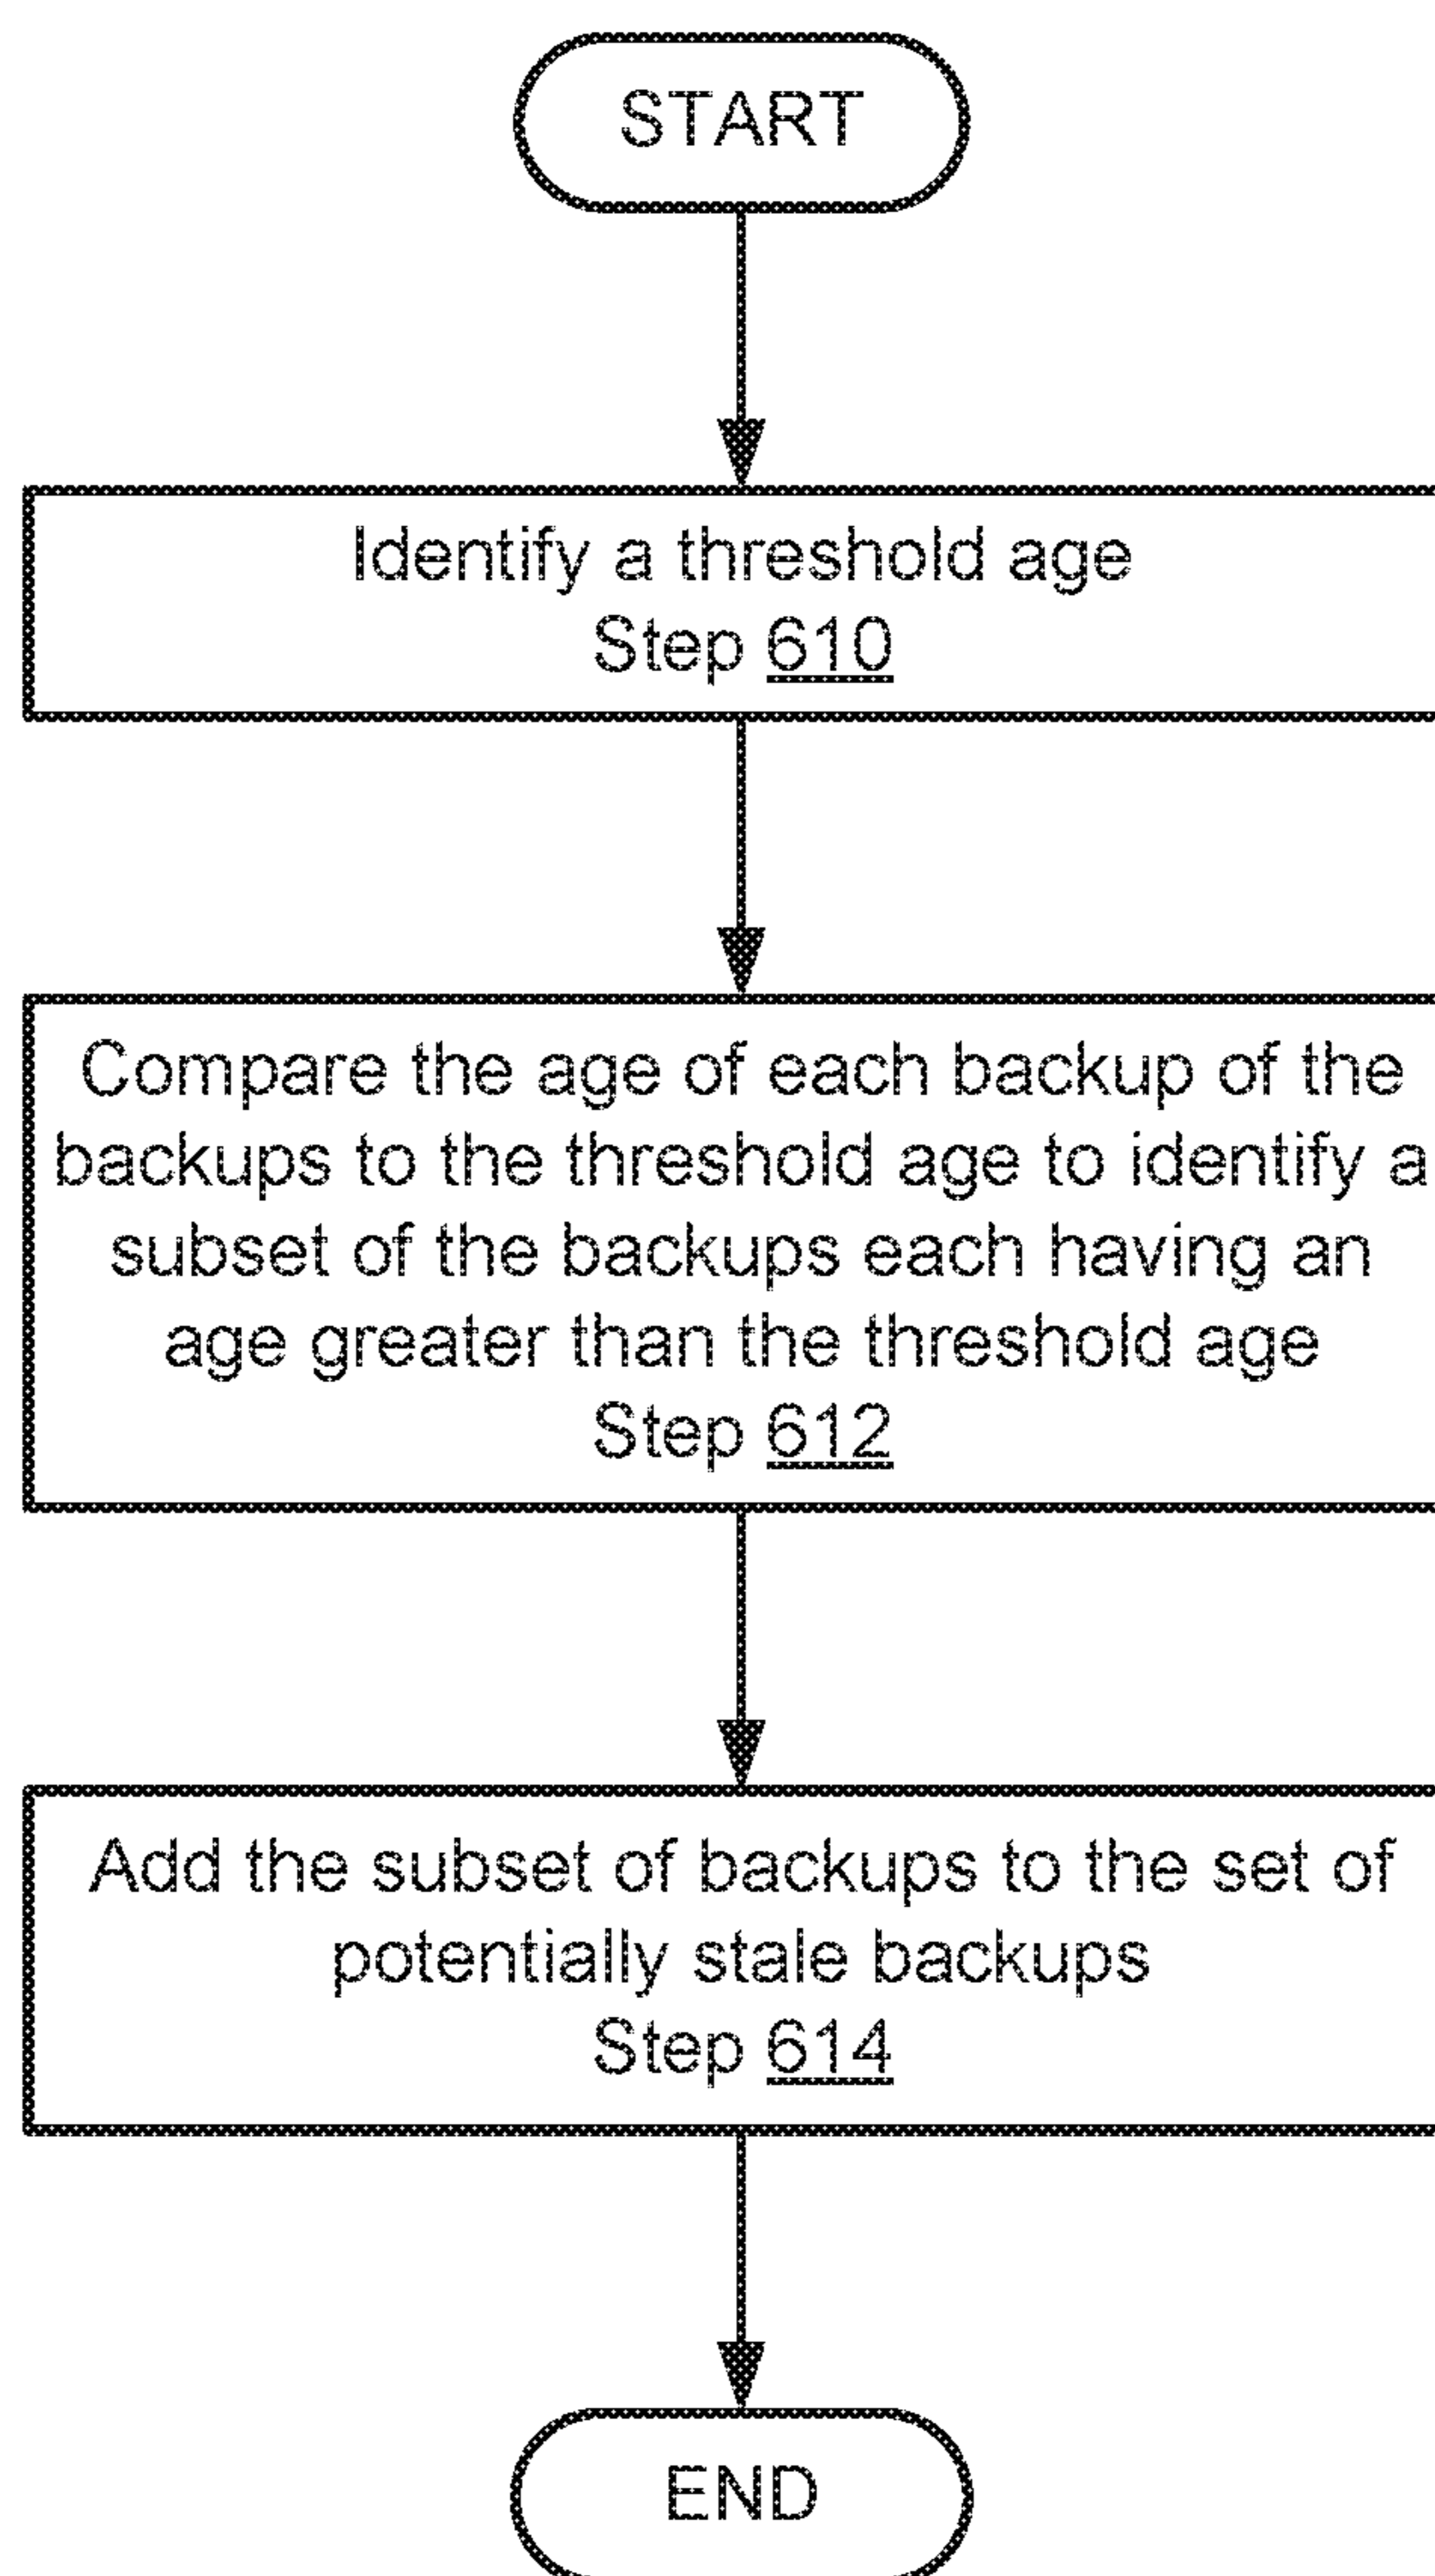 START
Identify a threshold age
Step 610
Compare the age of each backup of the
backups to the threshold age to identify a
subset of the backups each having an
age greater than the threshold age
Step 612
Add the subset of backups to the set of
potentially stale backups
Step 614
END